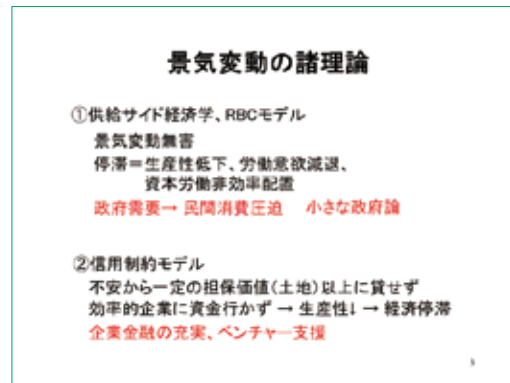 景気変動の諸理論
①供給サイド経済学、RBCモデル
景気変動無害
停滞＝生産性低下、労働意欲減退、
資本労働非効率配置
政府需要→ 民間消費圧迫　小さな政府論
②信用制約モデル
不安から一定の担保価値（土地）以上に貸せず
効率的企業に資金行かず → 生産性↓ → 経済停滞
企業金融の充実、ベンチャー支援